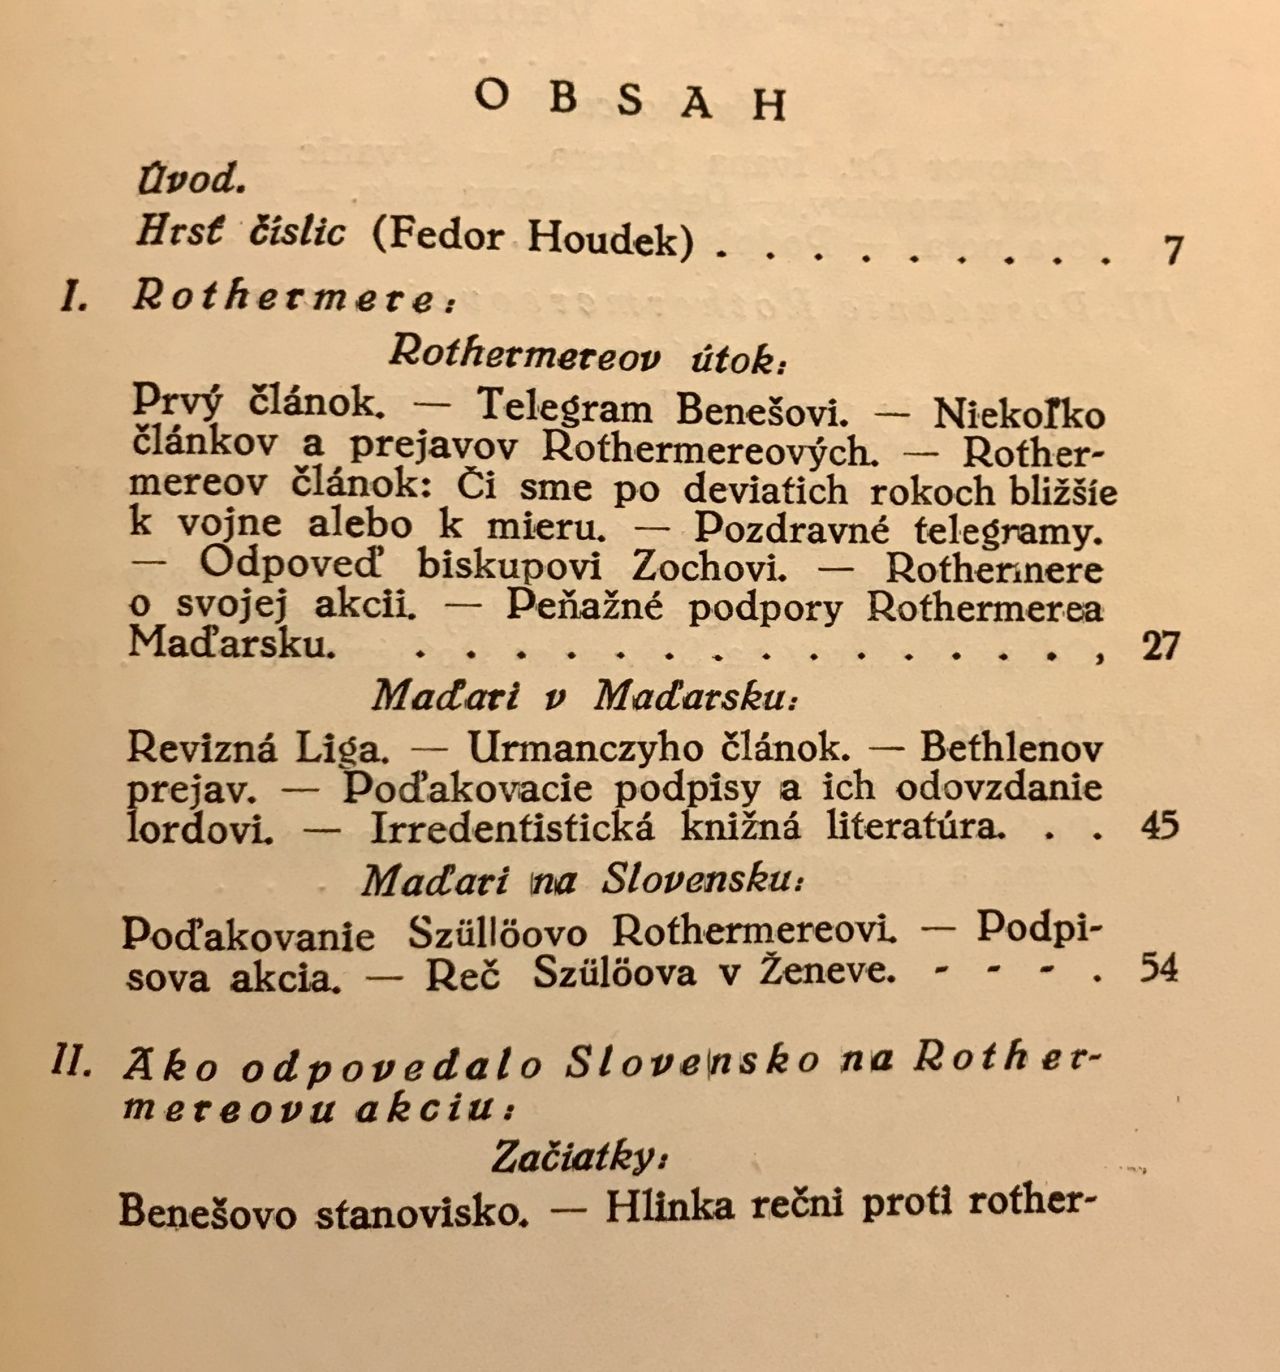 OBSAH
Úvod.
Hrsť číslic (Fedor Houdek) . . . . . . . . . 7
I. Rothermere:
Rothermereov útok:
Prvý článok. — Telegram Benešovi. — Niekoľko
článkov a prejavov Rothermereových. — Rother-
mereov článok: Či sme po deviatich rokoch bližšie
k vojne alebo k mieru. — Pozdravné telegramy.
— Odpoveď biskupovi Zochovi. — Rothermere
o svojej akcii. — Peňažné podpory Rothermerea
Maďarsku. . . . . . . . . . . . . . . , 27
Maďari v Maďarsku:
Revizná Liga. — Urmanczyho článok. — Bethlenov
prejav. — Poďakovacie podpisy a ich odovzdanie
lordovi. — Irredentistická knižná literatúra. . . 45
Maďari na Slovensku:
Poďakovanie Szüllöovo Rothermereovi. — Podpi-
sova akcia. — Reč Szülöova v Ženeve. - - - . 54
II. Ako odpovedalo Slovensko na Rother-
mereovu akciu:
Začiatky:
Benešovo stanovisko. — Hlinka rečni proti rother-